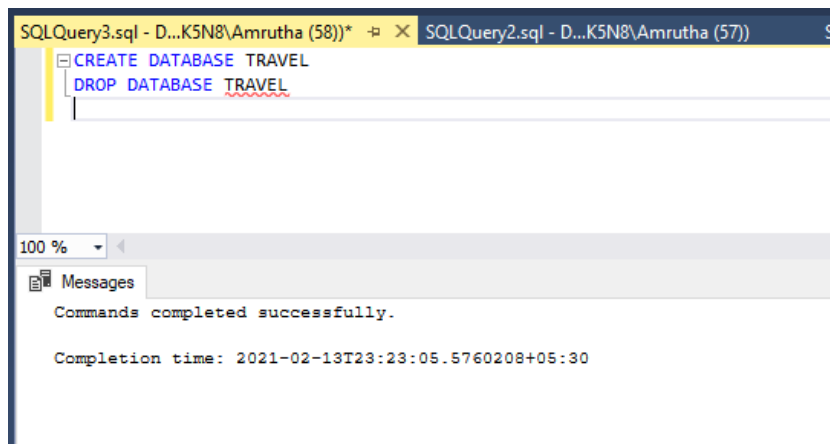 SQLQuery3.sql - D...K5N8\Amrutha (58))* SQLQuery2.sql - D...K5N8\Amrutha (57)) S
CREATE DATABASE TRAVEL
DROP DATABASE TRAVEL
100 %
Messages
Commands completed successfully.
Completion time: 2021-02-13T23:23:05.5760208+05:30